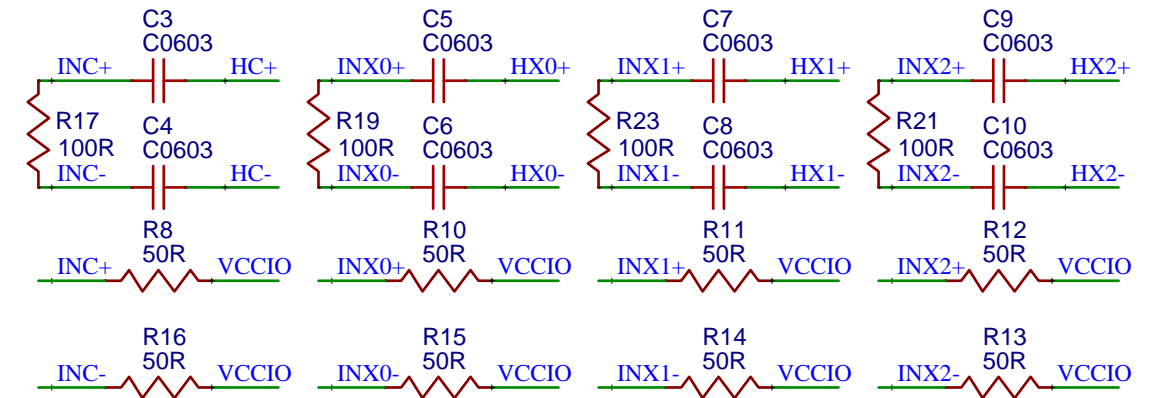 C3
C0603
INC+
HC+
R17
100R
C4
C0603
INC-
HC-
C5
C0603
INX0+
HX0+
R19
100R
C6
C0603
INX0-
HX0-
C7
C0603
INX1+
HX1+
R23
100R
C8
C0603
INX1-
HX1-
C9
C0603
INX2+
HX2+
R21
100R
C10
C0603
INX2-
HX2-
R8
50R
INC+
VCCIO
R10
50R
INX0+
VCCIO
R11
50R
INX1+
VCCIO
R12
50R
INX2+
VCCIO
R16
50R
INC-
VCCIO
R15
50R
INX0-
VCCIO
R14
50R
INX1-
VCCIO
R13
50R
INX2-
VCCIO